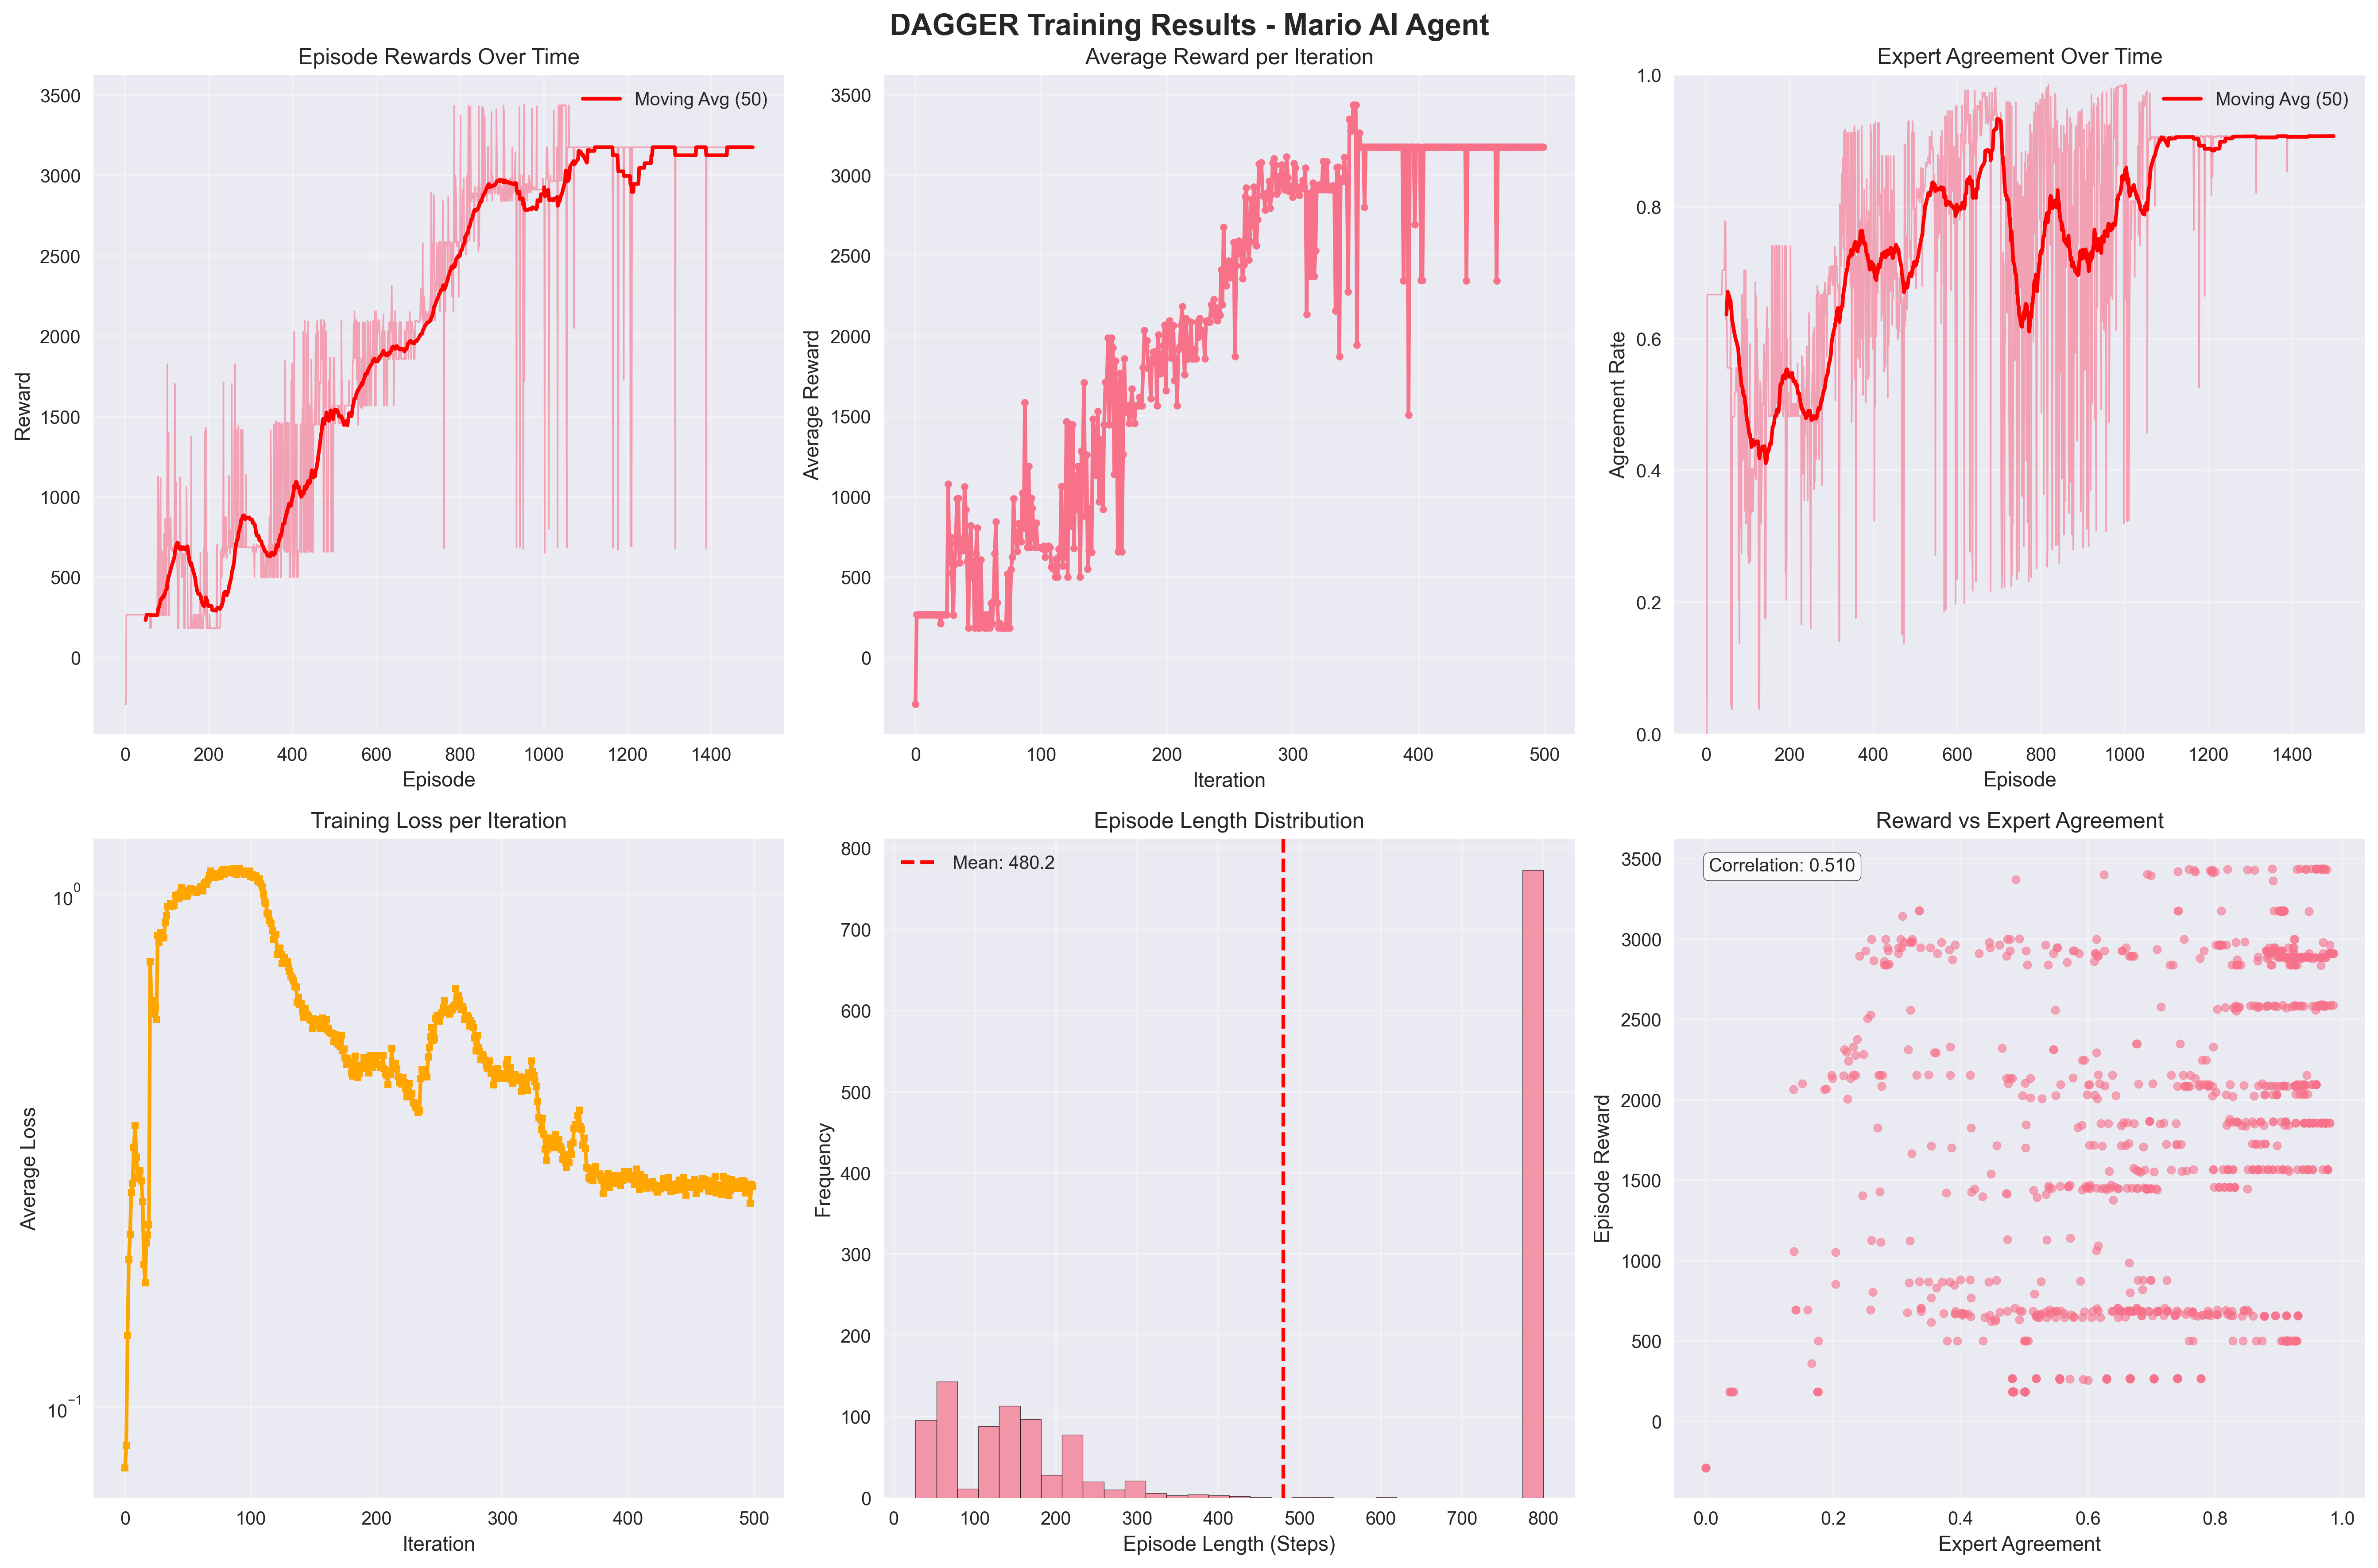 DAGGER Training Results - Mario AI Agent
Episode Rewards Over Time
Moving Avg (50)
3500
3000
2500
2000
1500
1000
500
0
Reward
0 200 400 600 800 1000 1200 1400
Episode
Average Reward per Iteration
3500
3000
2500
2000
1500
1000
500
0
Average Reward
0 100 200 300 400 500
Iteration
Expert Agreement Over Time
Moving Avg (50)
1.0
0.8
0.6
0.4
0.2
0.0
Agreement Rate
0 200 400 600 800 1000 1200 1400
Episode
Training Loss per Iteration
10⁰
10⁻¹
Average Loss
0 100 200 300 400 500
Iteration
Episode Length Distribution
Mean: 480.2
800
700
600
500
400
300
200
100
0
Frequency
0 100 200 300 400 500 600 700 800
Episode Length (Steps)
Reward vs Expert Agreement
Correlation: 0.510
3500
3000
2500
2000
1500
1000
500
0
Episode Reward
0.0 0.2 0.4 0.6 0.8 1.0
Expert Agreement